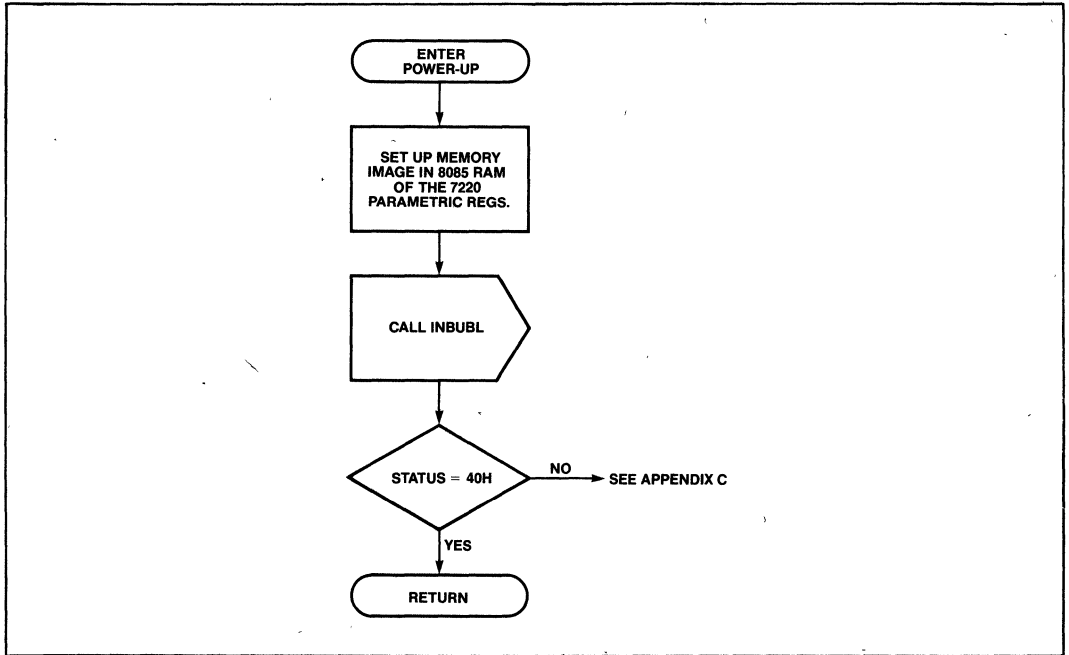 ENTER
POWER-UP
SET UP MEMORY
IMAGE IN 8085 RAM
OF THE 7220
PARAMETRIC REGS.
CALL INBUBL
STATUS = 40H
NO
SEE APPENDIX C
YES
RETURN